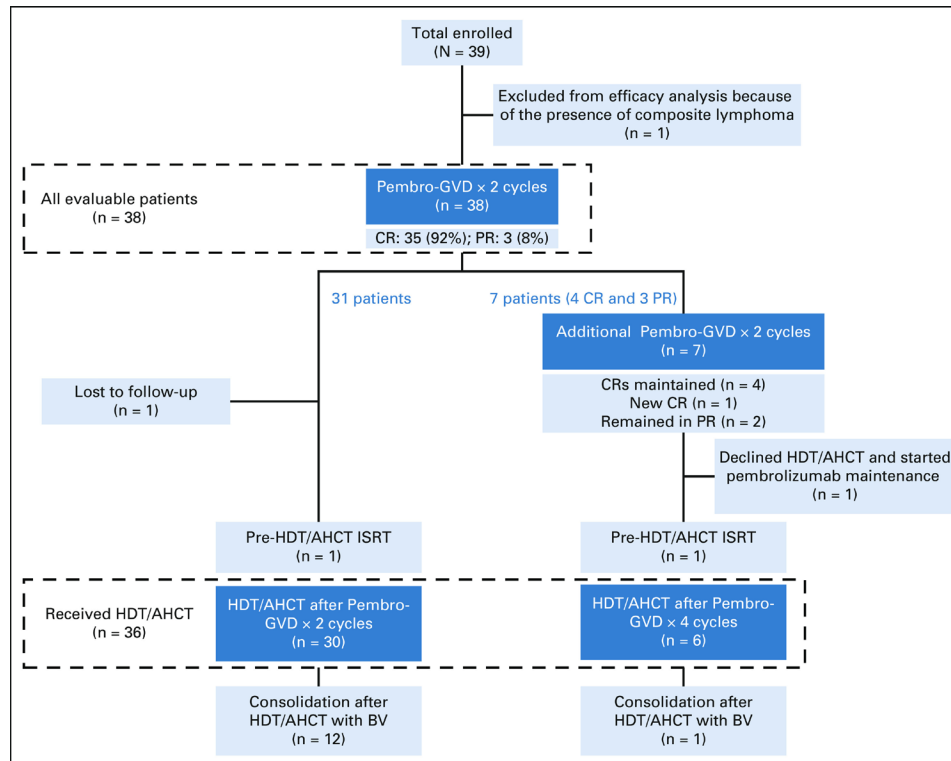 Total enrolled
(N = 39)
Excluded from efficacy analysis because
of the presence of composite lymphoma
(n = 1)
All evaluable patients
(n = 38)
Pembro-GVD × 2 cycles
(n = 38)
CR: 35 (92%); PR: 3 (8%)
31 patients
7 patients (4 CR and 3 PR)
Additional Pembro-GVD × 2 cycles
(n = 7)
Lost to follow-up
(n = 1)
CRs maintained (n = 4)
New CR (n = 1)
Remained in PR (n = 2)
Declined HDT/AHCT and started
pembrolizumab maintenance
(n = 1)
Pre-HDT/AHCT ISRT
(n = 1)
Pre-HDT/AHCT ISRT
(n = 1)
Received HDT/AHCT
(n = 36)
HDT/AHCT after Pembro-
GVD × 2 cycles
(n = 30)
HDT/AHCT after Pembro-
GVD × 4 cycles
(n = 6)
Consolidation after
HDT/AHCT with BV
(n = 12)
Consolidation after
HDT/AHCT with BV
(n = 1)